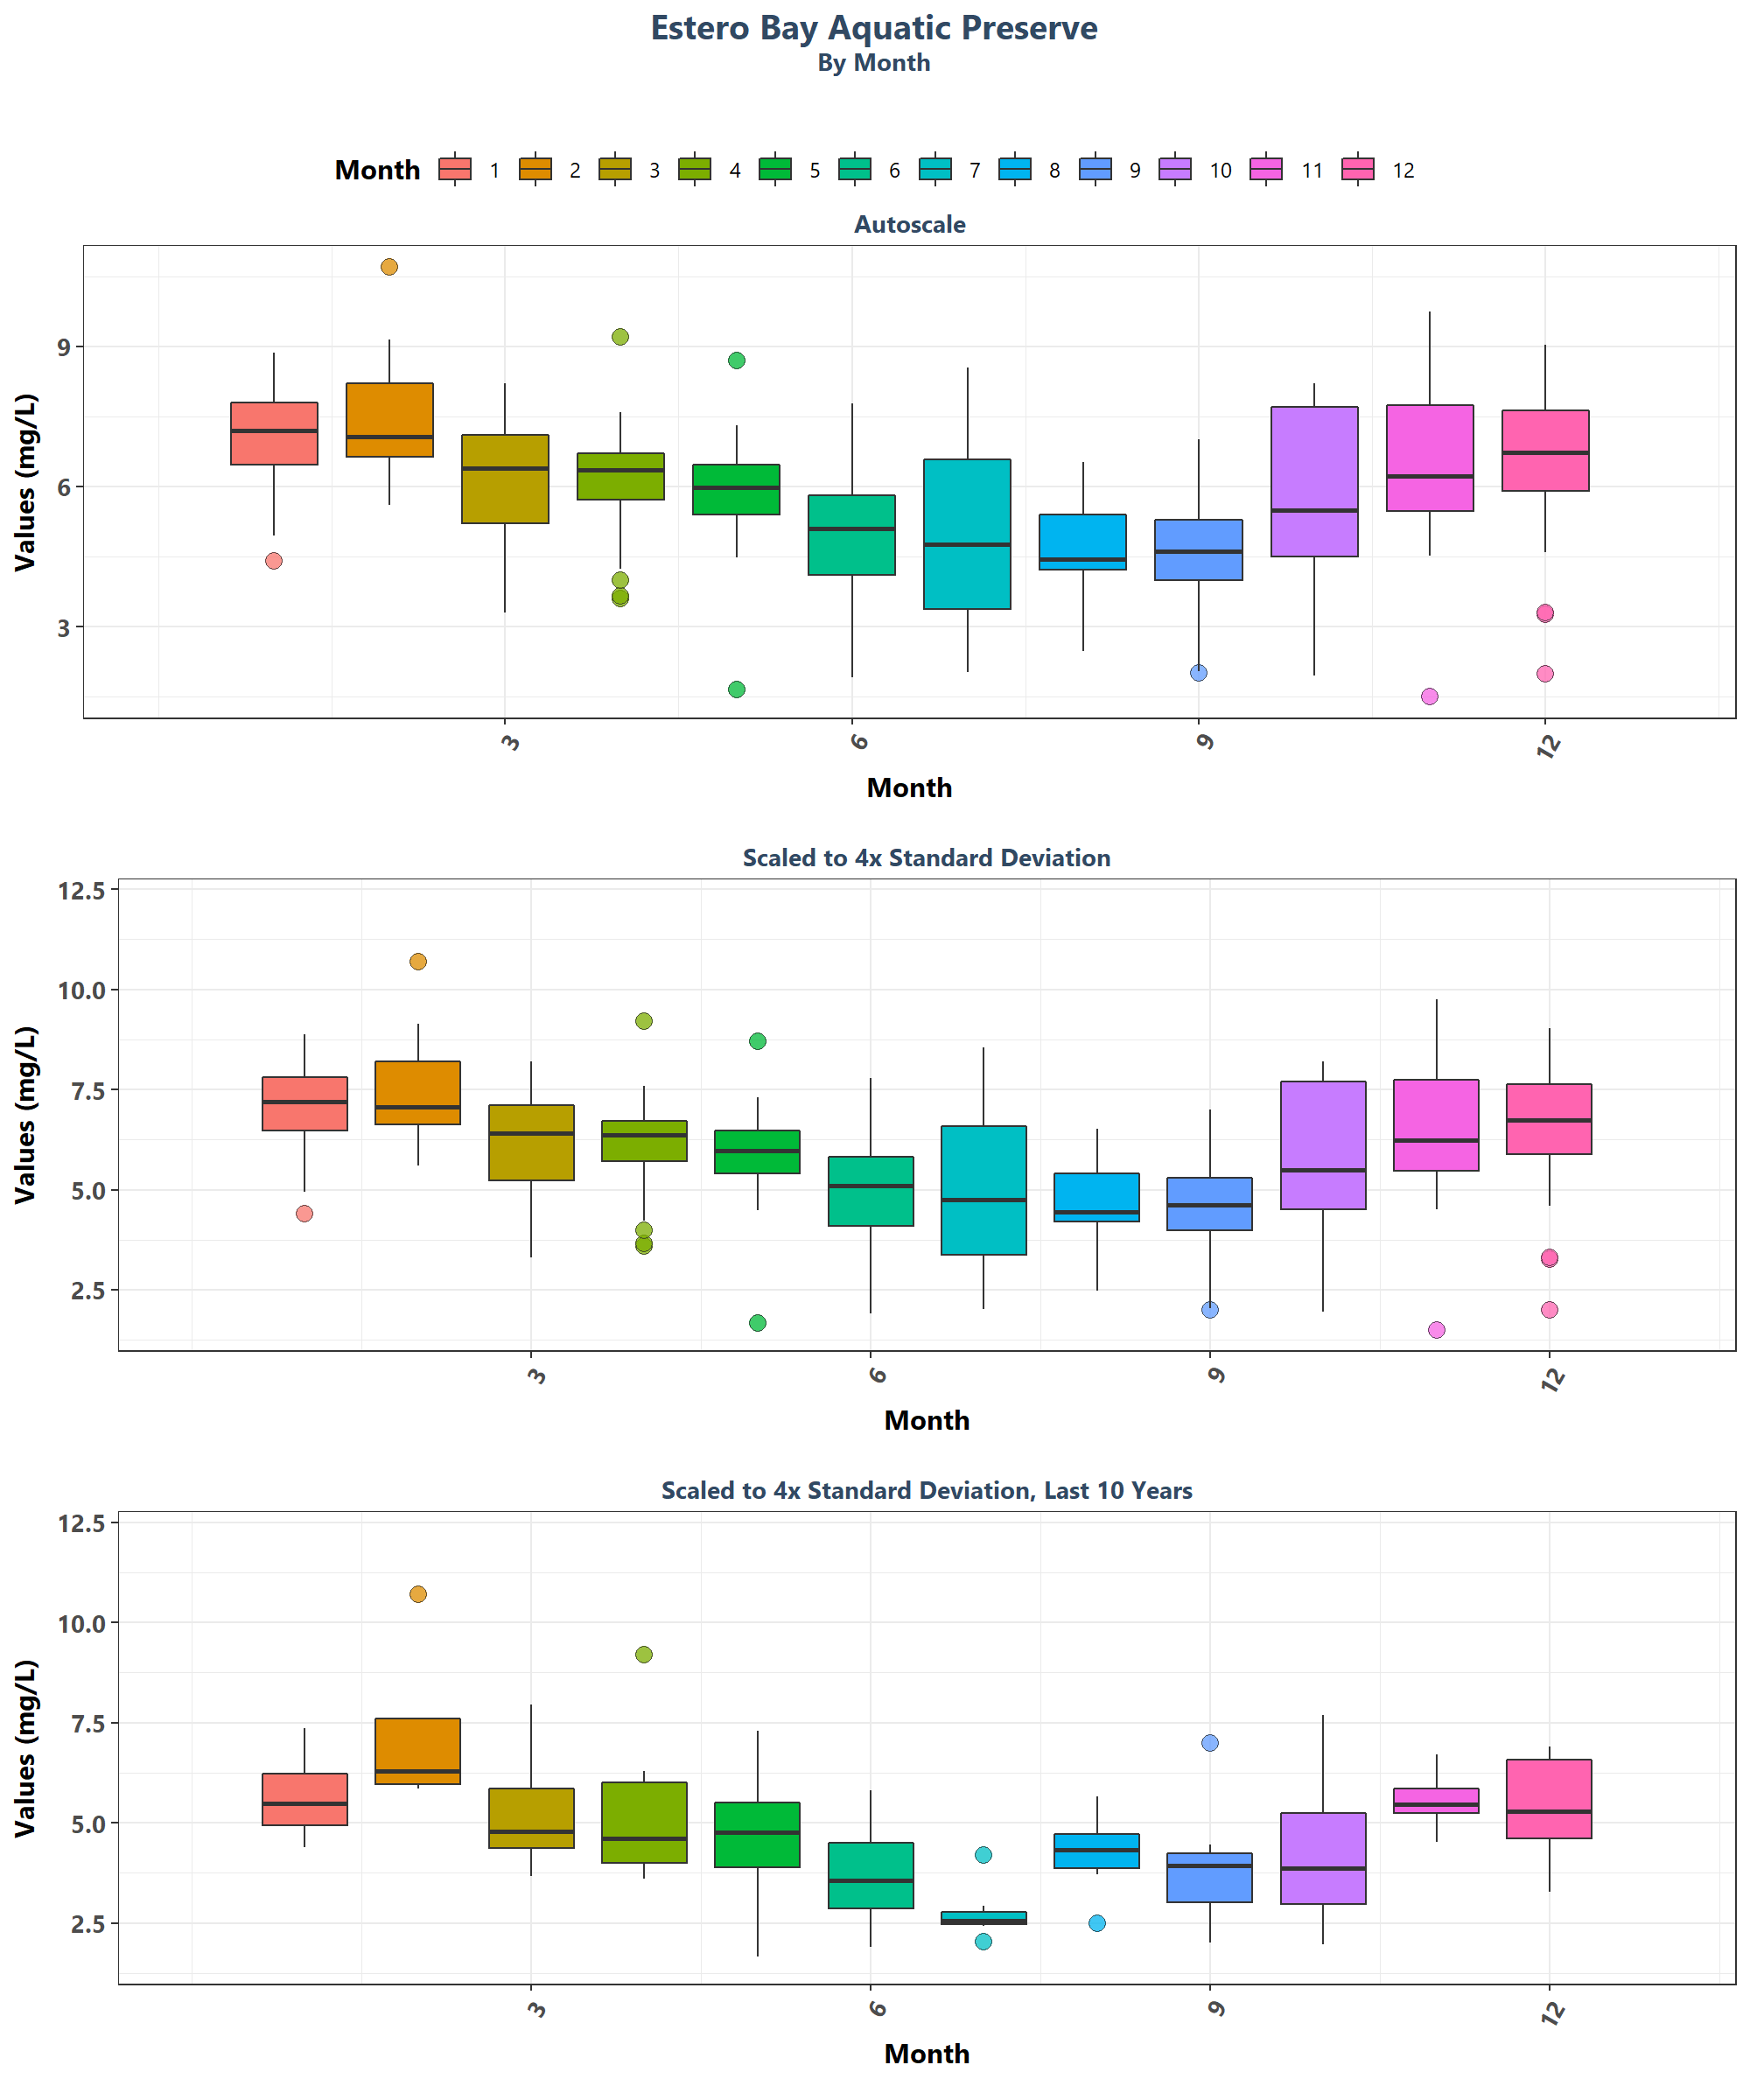 Estero Bay Aquatic Preserve
By Month
Month 1 2 3 4 5 6 7 8 9 10 11 12
Autoscale
Values (mg/L)
9
6
3
3 6 9 12
Month
Scaled to 4x Standard Deviation
Values (mg/L)
12.5
10.0
7.5
5.0
2.5
3 6 9 12
Month
Scaled to 4x Standard Deviation, Last 10 Years
Values (mg/L)
12.5
10.0
7.5
5.0
2.5
3 6 9 12
Month